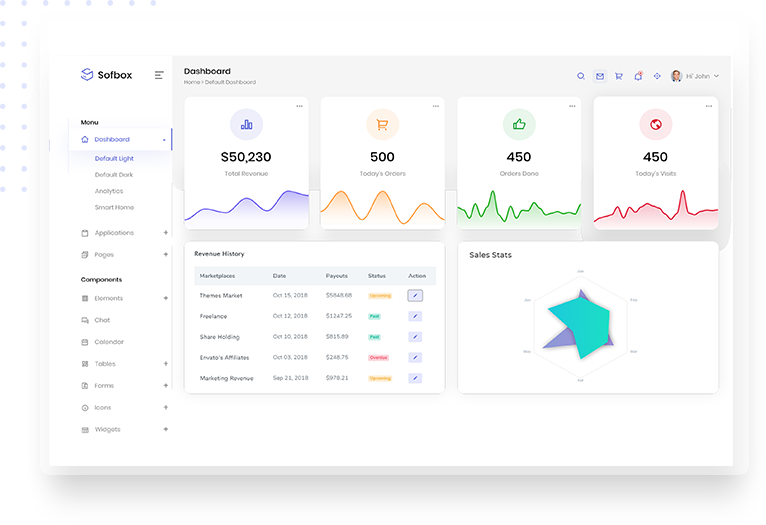 Sofbox
Dashboard
Home › Default Dashboard
Hi' John
Menu
Dashboard
Default Light
Default Dark
Analytics
Smart Home
Applications +
Pages +
Components
Elements +
Chat
Calendar
Tables +
Forms +
Icons +
Widgets +
$50,230
Total Revenue
500
Today's Orders
450
Orders Done
450
Today's Visits
Revenue History
Marketplaces Date Payouts Status Action
Themes Market Oct 15, 2018 $5848.68 Upcoming
Freelance Oct 12, 2018 $1247.25 Paid
Share Holding Oct 10, 2018 $815.89 Paid
Envato's Affiliates Oct 03, 2018 $248.75 Overdue
Marketing Revenue Sep 21, 2018 $978.21 Upcoming
Sales Stats
Feb
Mar
Apr
May